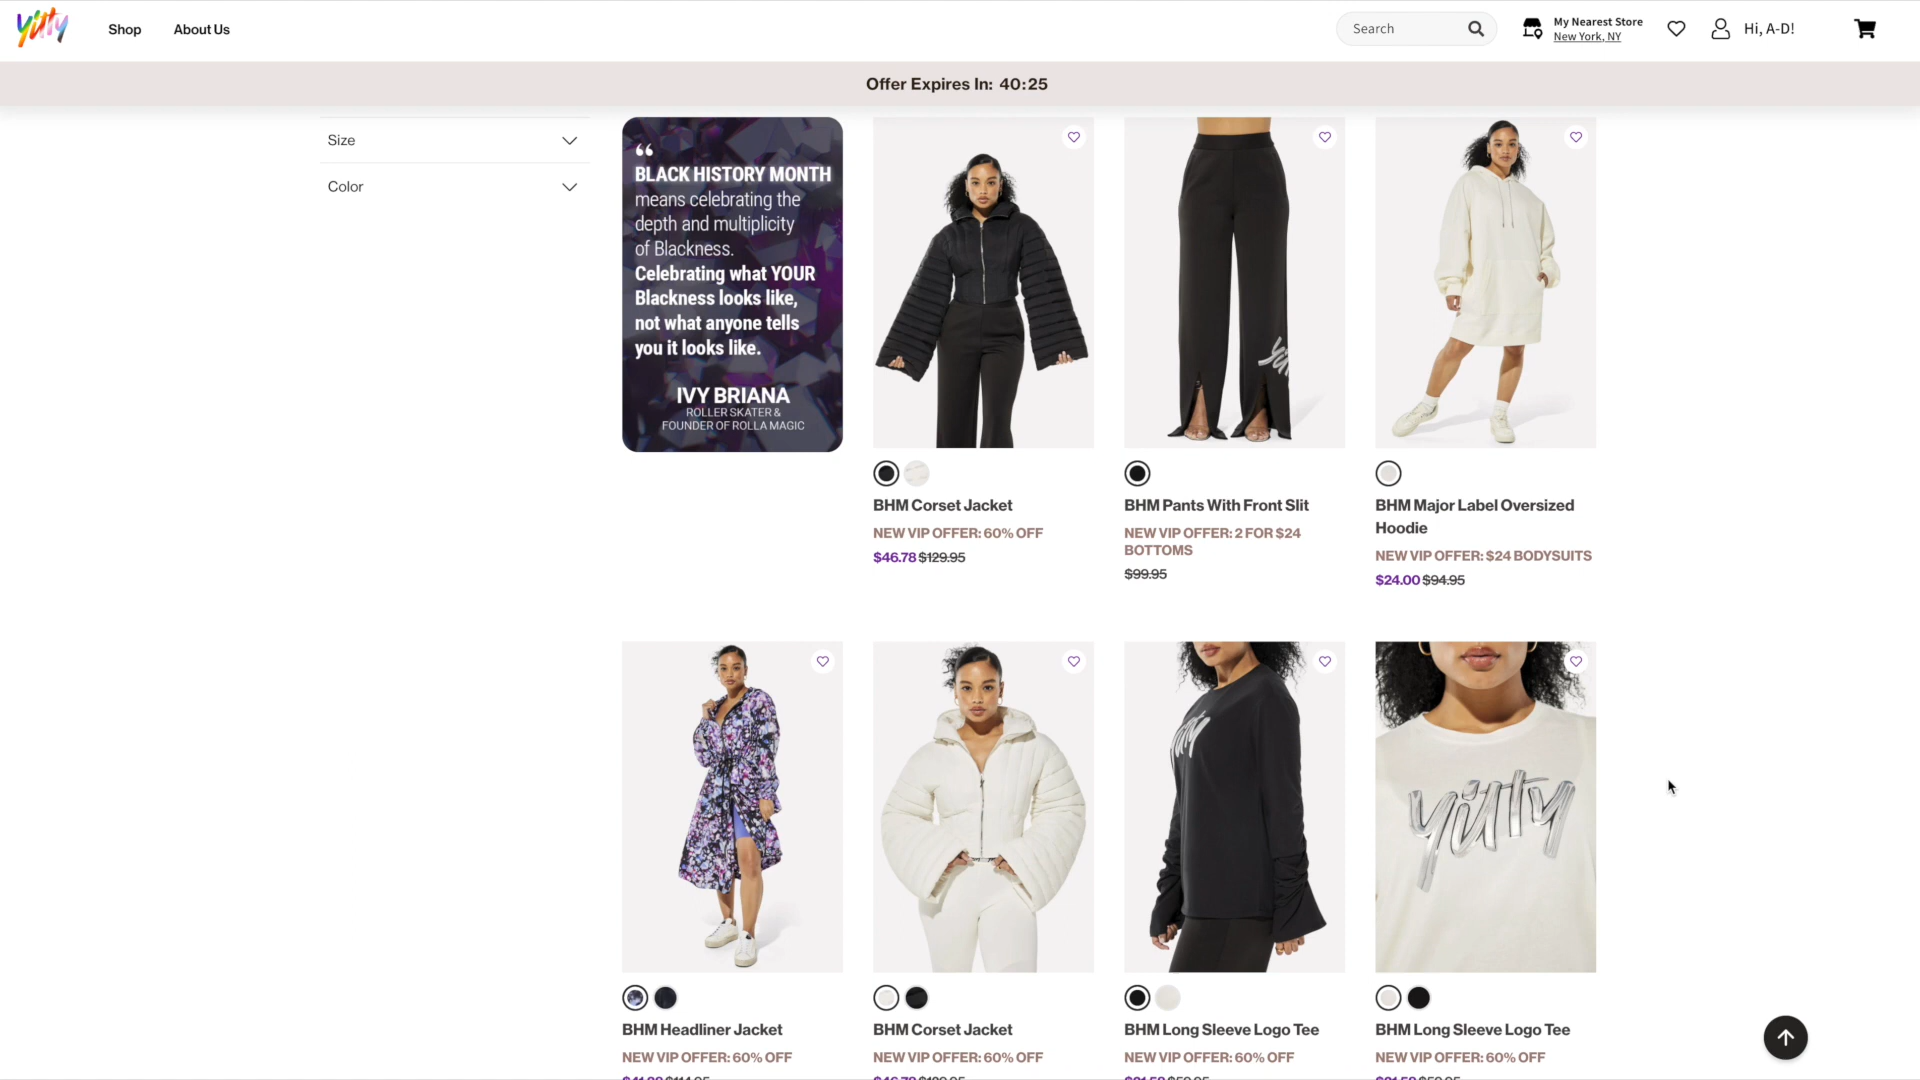 yitty
Shop
About Us
Search
My Nearest Store
New York, NY
Hi, A-D!
Offer Expires In: 40:25
Size
Color
“
BLACK HISTORY MONTH
means celebrating the
depth and multiplicity
of Blackness.
Celebrating what YOUR
Blackness looks like,
not what anyone tells
you it looks like.
IVY BRIANA
ROLLER SKATER &
FOUNDER OF ROLLA MAGIC
BHM Corset Jacket
NEW VIP OFFER: 60% OFF
$46.78 $129.95
BHM Pants With Front Slit
NEW VIP OFFER: 2 FOR $24
BOTTOMS
$99.95
BHM Major Label Oversized
Hoodie
NEW VIP OFFER: $24 BODYSUITS
$24.00 $94.95
yitty
yitty
BHM Headliner Jacket
NEW VIP OFFER: 60% OFF
BHM Corset Jacket
NEW VIP OFFER: 60% OFF
BHM Long Sleeve Logo Tee
NEW VIP OFFER: 60% OFF
BHM Long Sleeve Logo Tee
NEW VIP OFFER: 60% OFF